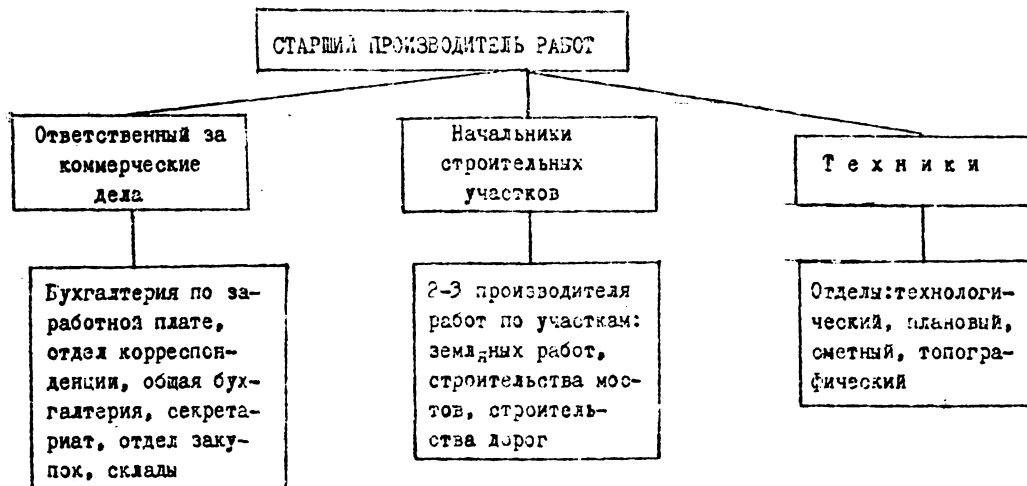 СТАРШИЙ ПРОИЗВОДИТЕЛЬ РАБОТ
Ответственный за
коммерческие
дела
Начальники
строительных
участков
Техники
Бухгалтерия по за-
работной плате,
отдел корреспон-
денции, общая бух-
галтерия, секрета-
риат, отдел заку-
пок, склады
2-3 производителя
работ по участкам:
земляных работ,
строительства мос-
тов, строитель-
ства дорог
Отделы:технологи-
ческий, плановый,
сметный, топогра-
фический